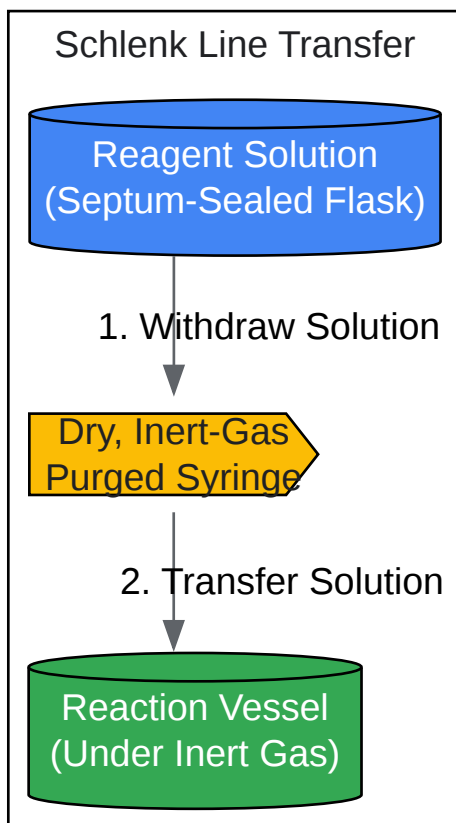 Schlenk Line Transfer
Reagent Solution
(Septum-Sealed Flask)
1. Withdraw Solution
Dry, Inert-Gas
Purged Syringe
2. Transfer Solution
Reaction Vessel
(Under Inert Gas)